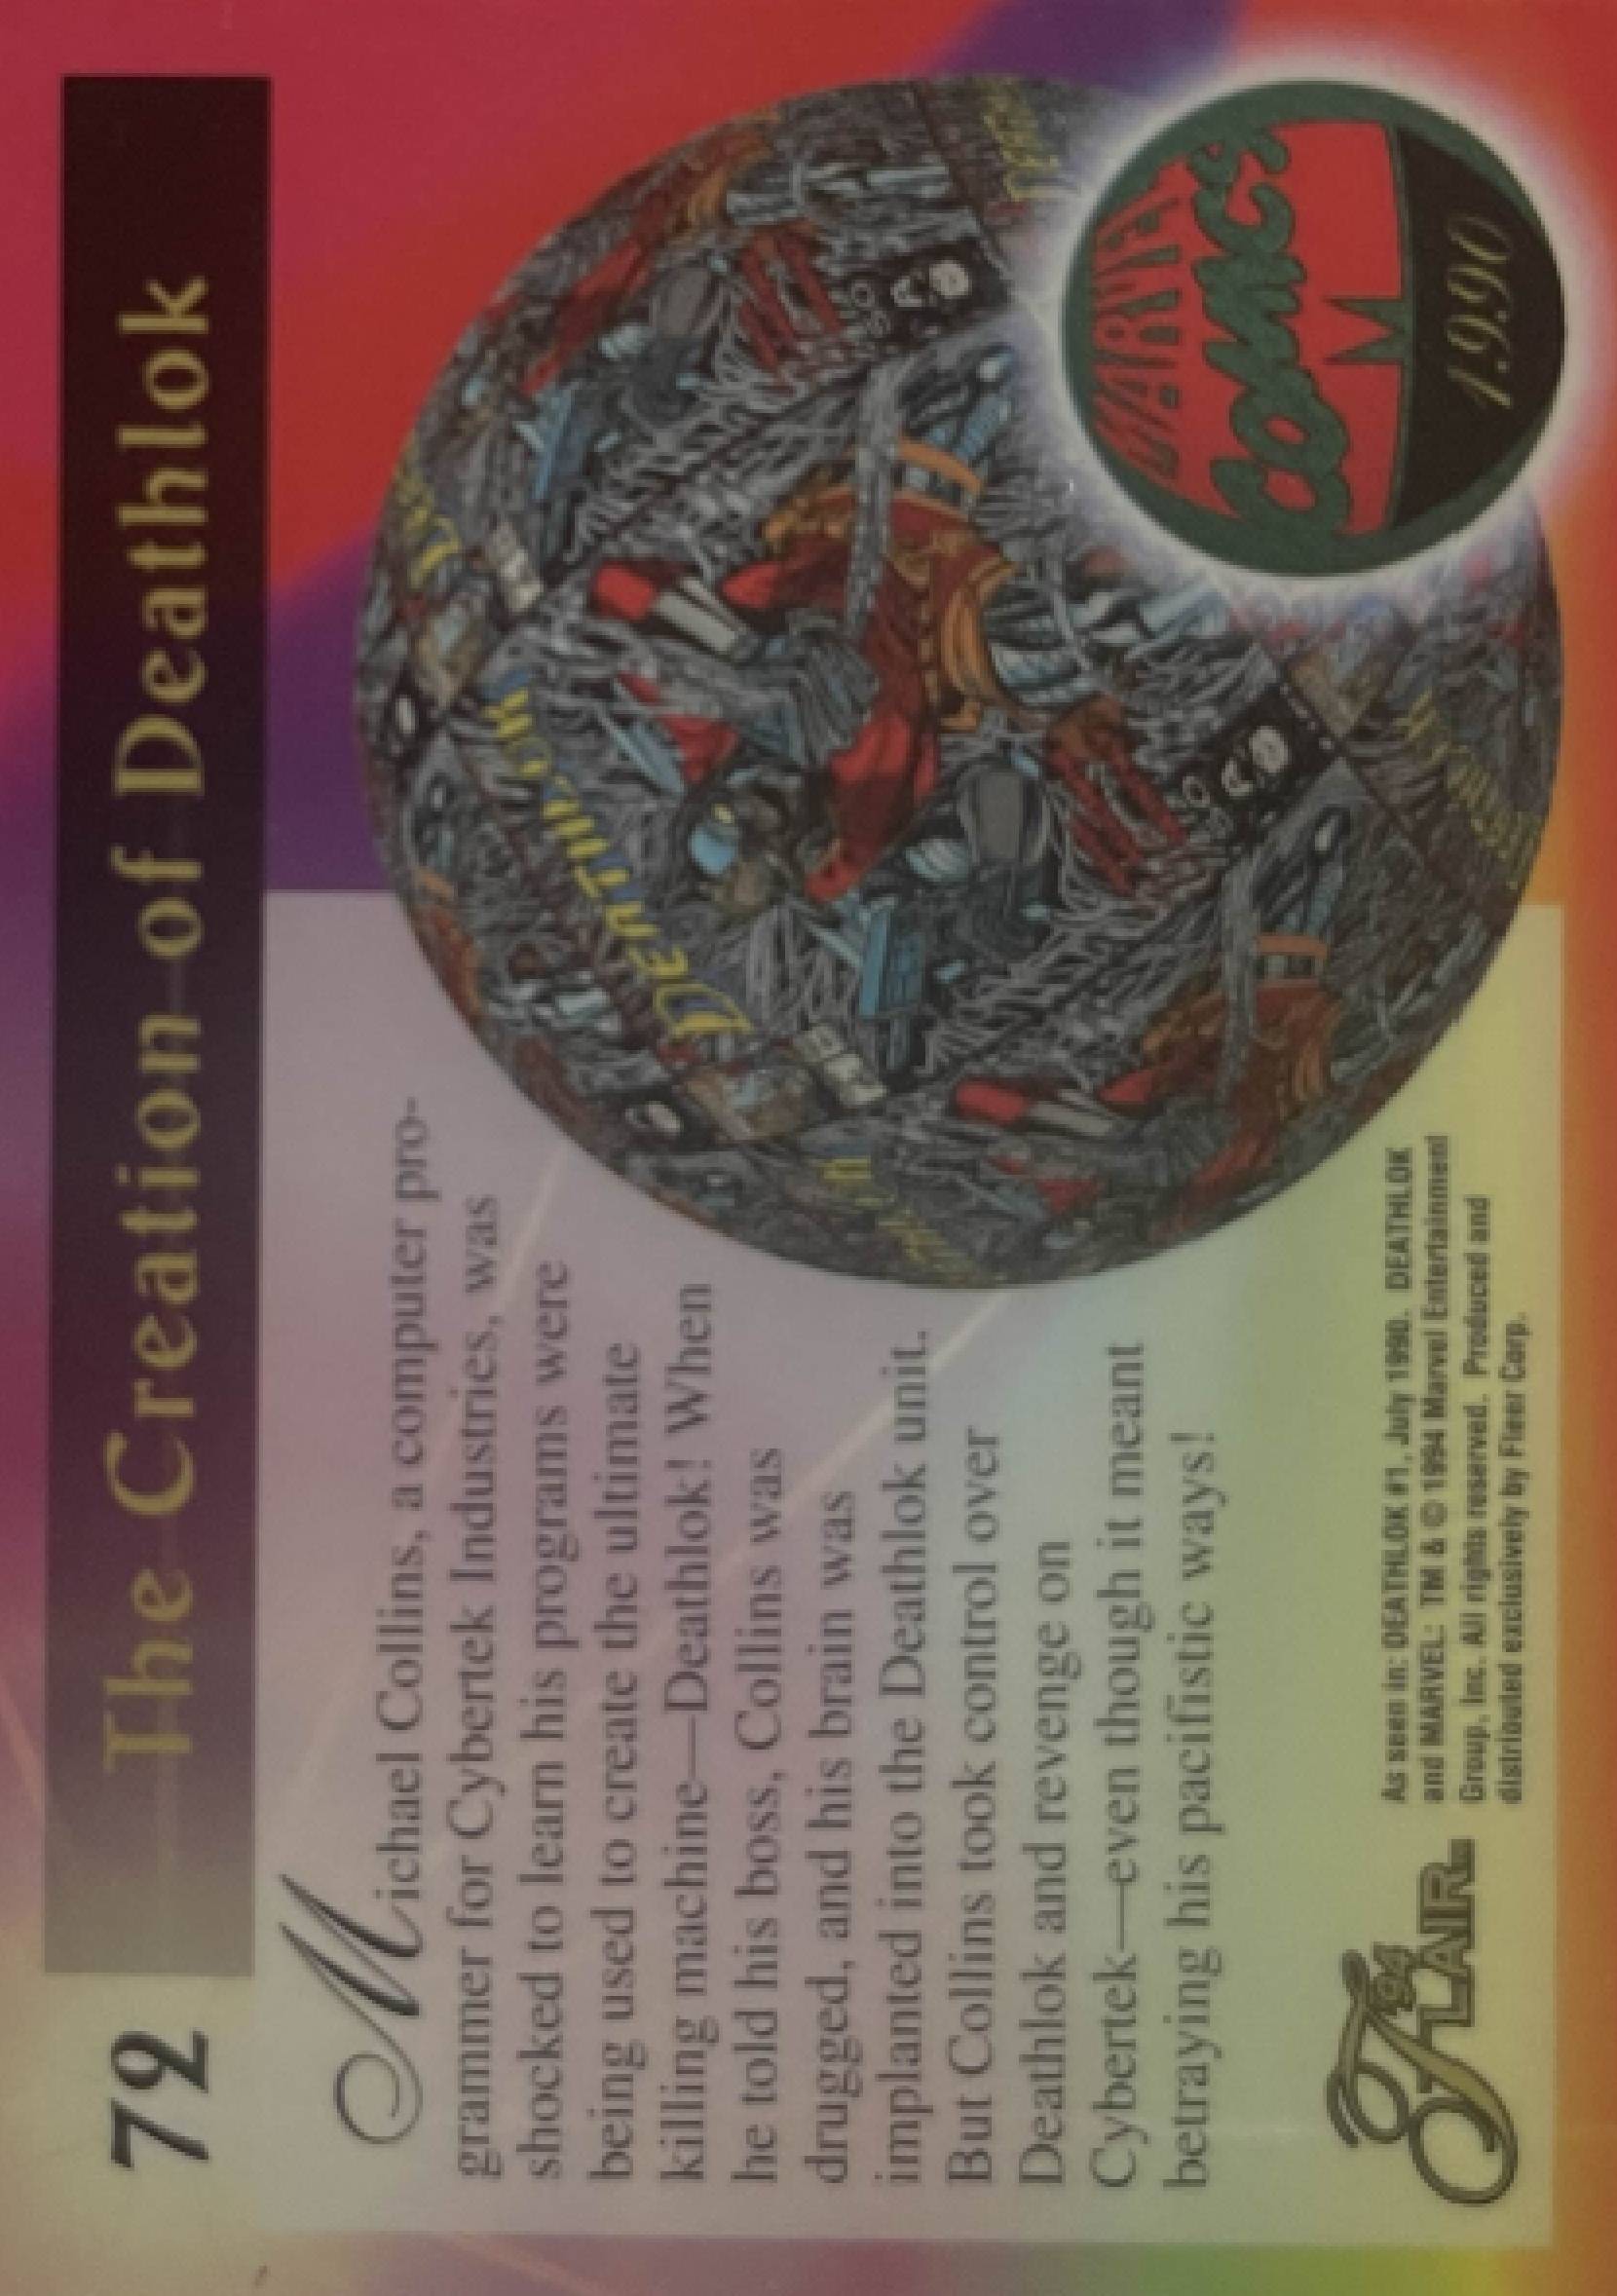 72
The Creation of Deathlok
Michael Collins, a computer pro-
grammer for Cybertek Industries, was
shocked to learn his programs were
being used to create the ultimate
killing machine—Deathlok! When
he told his boss, Collins was
drugged, and his brain was
implanted into the Deathlok unit.
But Collins took control over
Deathlok and revenge on
Cybertek—even though it meant
betraying his pacifistic ways!
DEATHLOK
MARVEL
COMICS
M
1990
'94
FLAIR™
As seen in: DEATHLOK #1, July 1990. DEATHLOK
and MARVEL: TM & © 1994 Marvel Entertainment
Group, Inc. All rights reserved. Produced and
distributed exclusively by Fleer Corp.